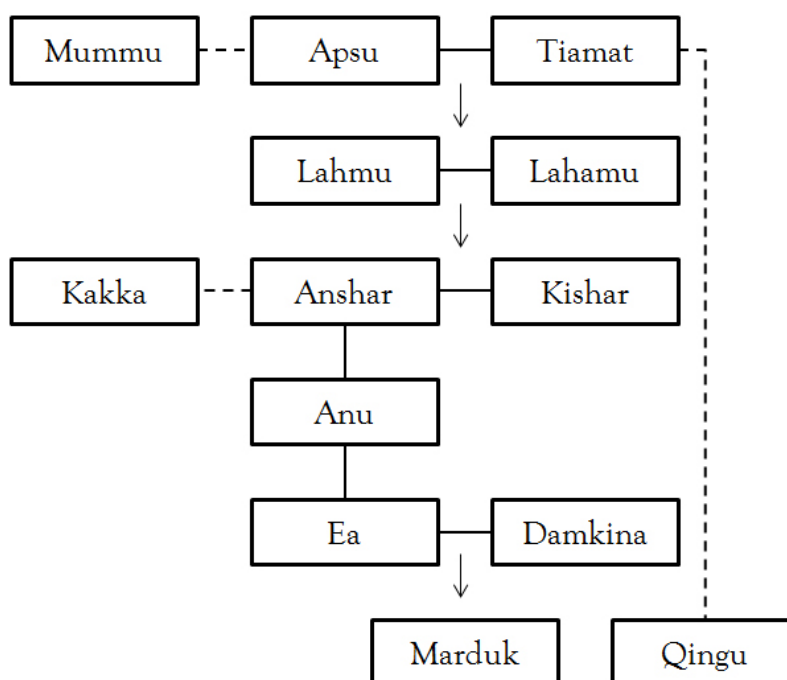 Mummu
Apsu
Tiamat
Lahmu
Lahamu
Kakka
Anshar
Kishar
Anu
Ea
Damkina
Marduk
Qingu